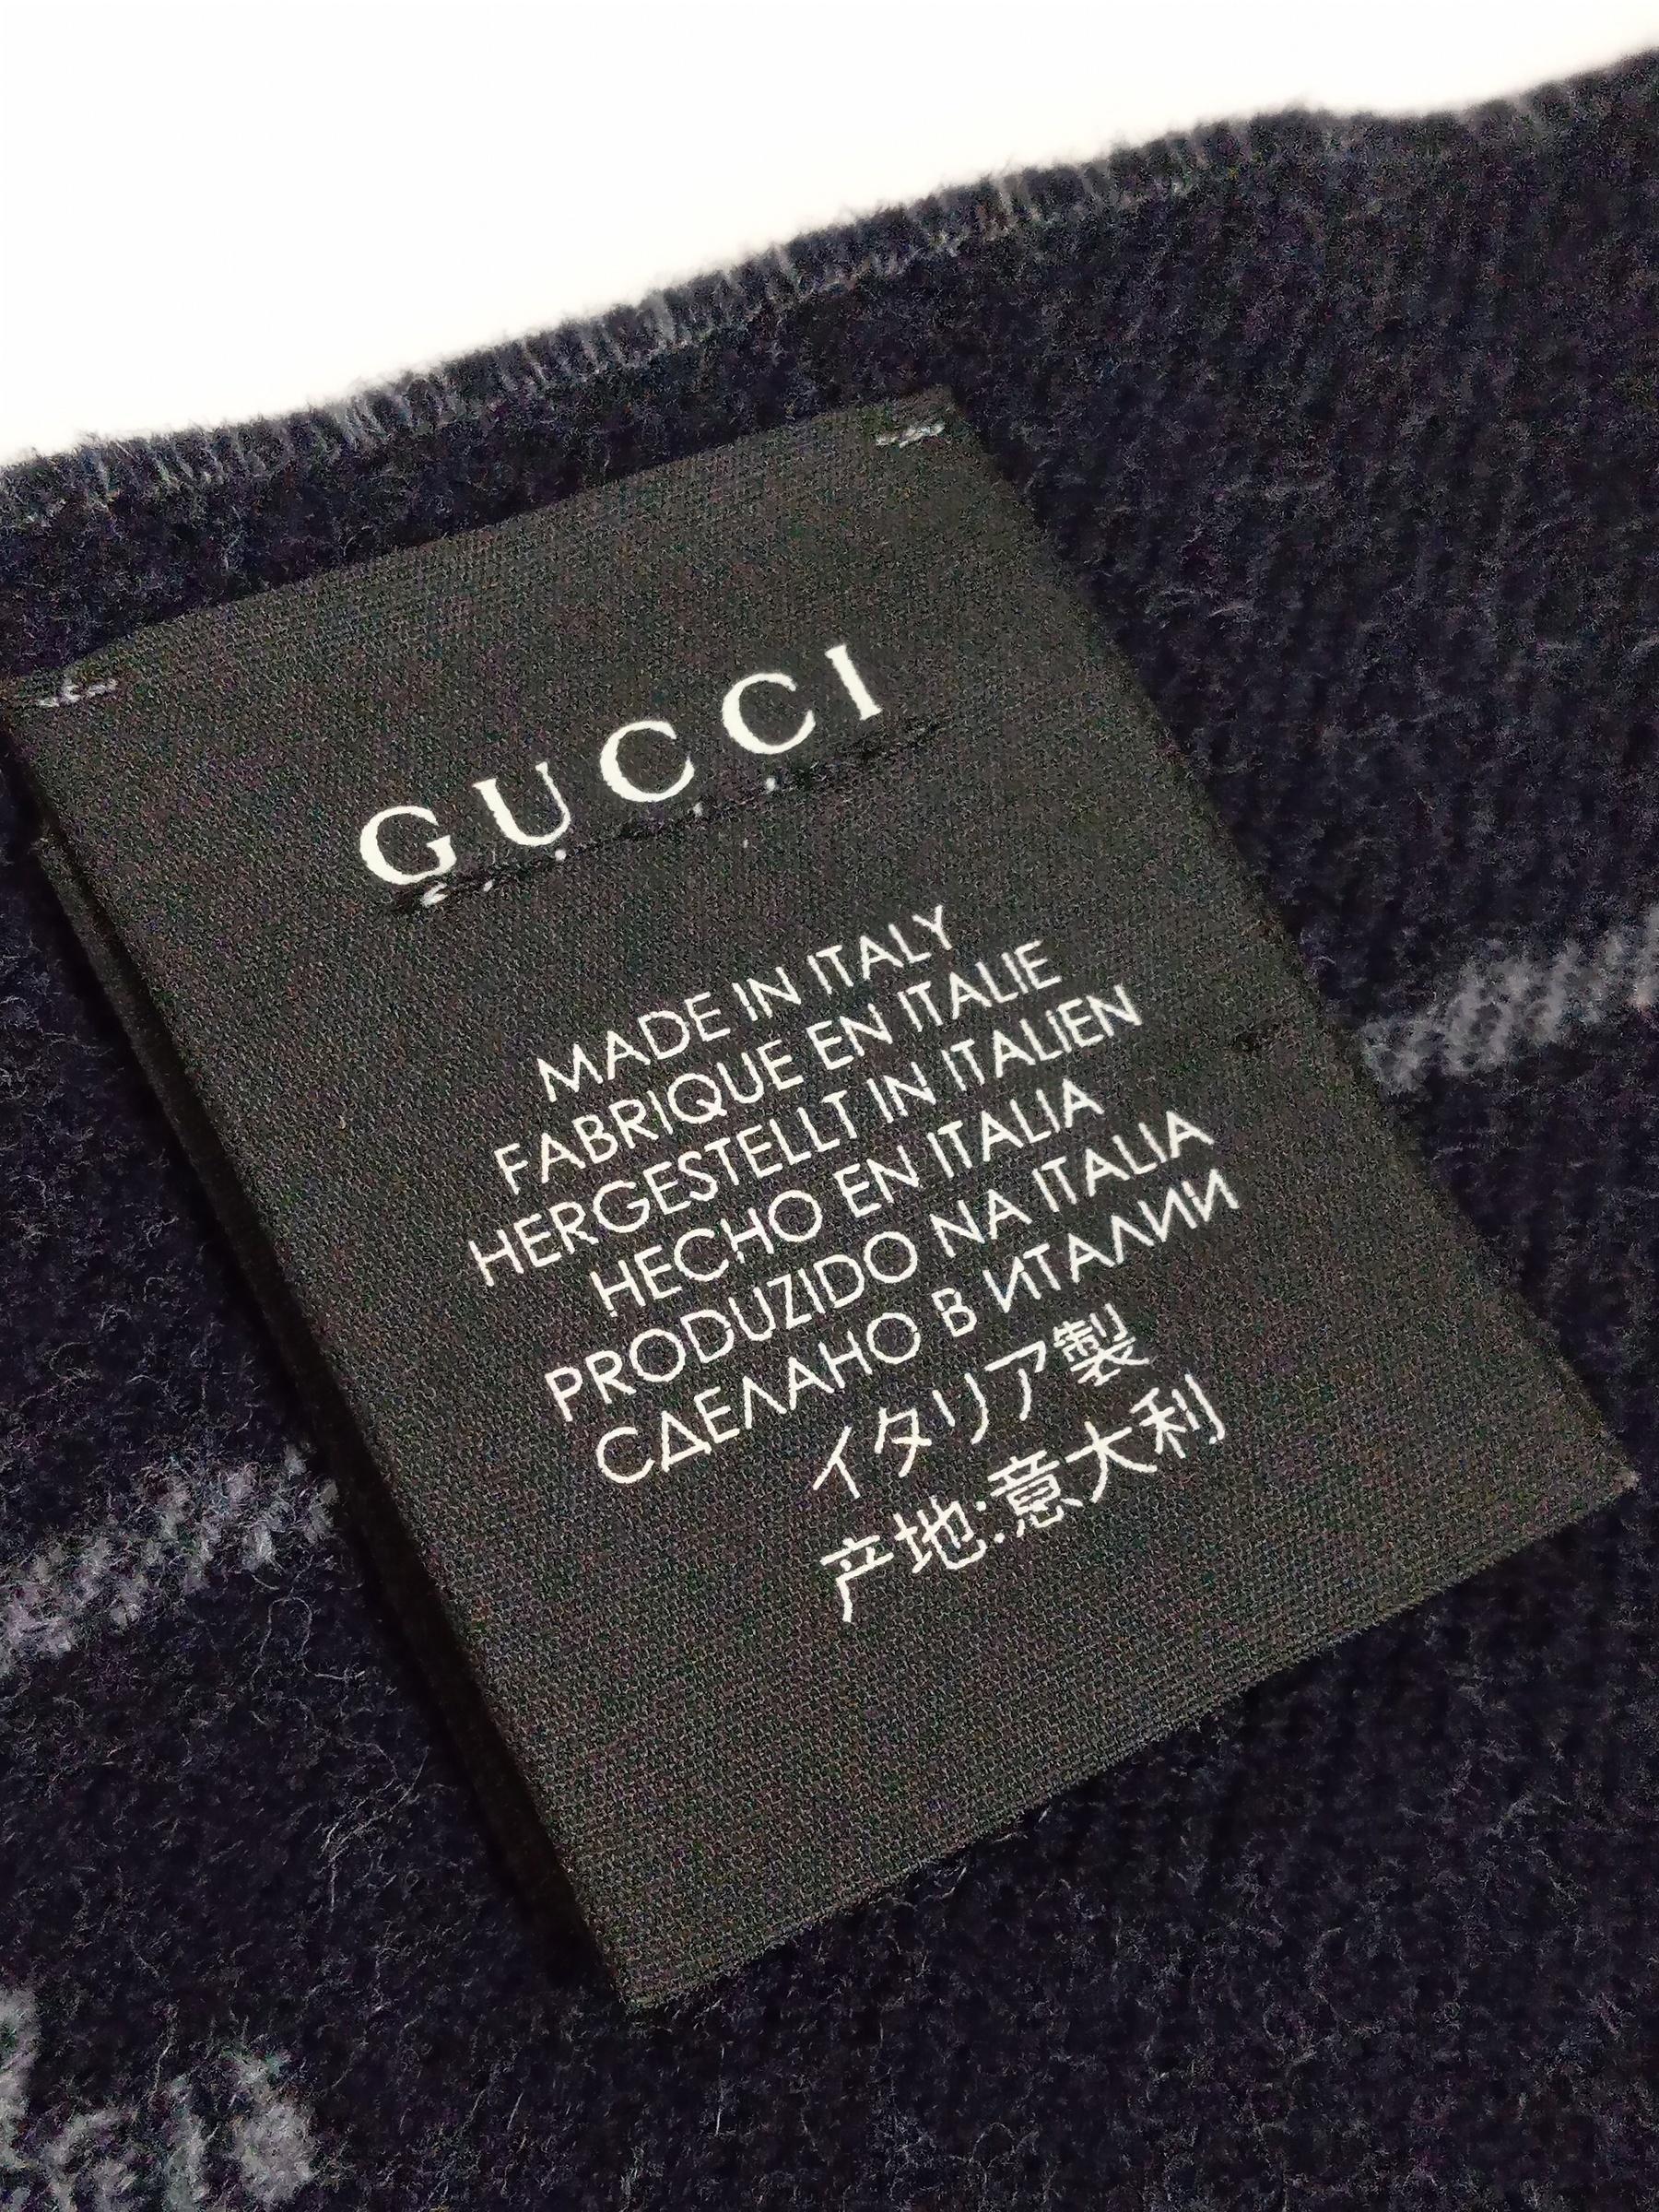 GUCCI
MADE IN ITALY
FABRIQUE EN ITALIE
HERGESTELLT IN ITALIEN
HECHO EN ITALIA
PRODUZIDO NA ITALIA
СДЕЛАНО В ИТАЛИИ
イタリア製
产地:意大利